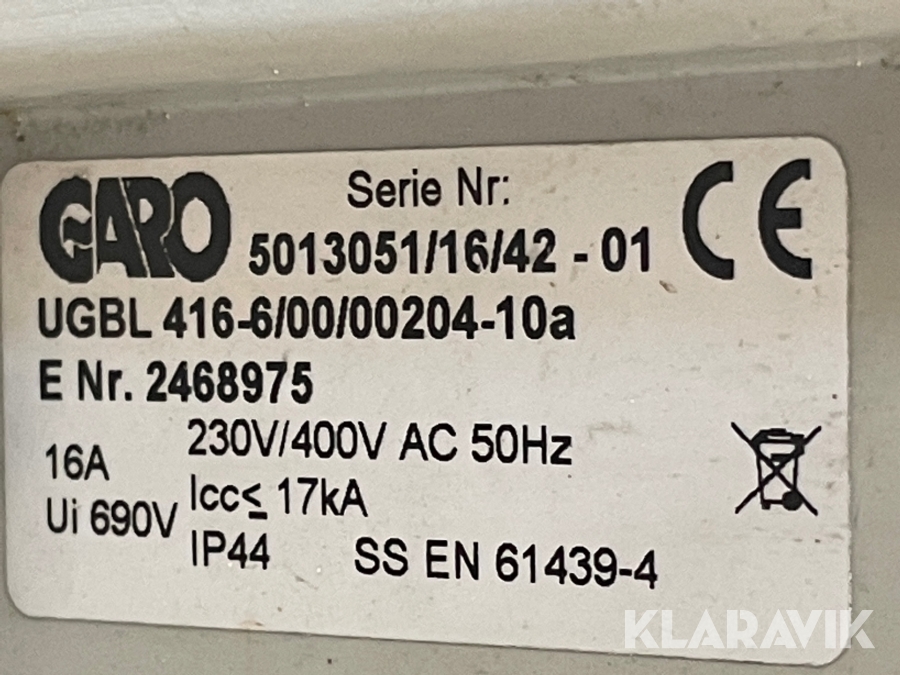 GARO
Serie Nr:
CE
5013051/16/42 - 01
UGBL 416-6/00/00204-10a
E Nr. 2468975
16A
230V/400V AC 50Hz
Ui 690V
Icc≤ 17kA
IP44
SS EN 61439-4
KLARAVIK